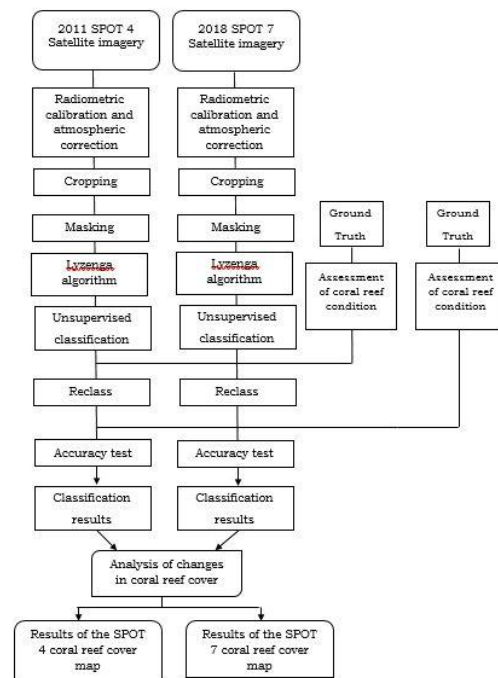 2011 SPOT 4
Satellite imagery
2018 SPOT 7
Satellite imagery
Radiometric
calibration and
atmospheric
correction
Radiometric
calibration and
atmospheric
correction
Cropping
Cropping
Masking
Masking
Ground
Truth
Ground
Truth
Lyzenga
algorithm
Lyzenga
algorithm
Assessment
of coral reef
condition
Assessment
of coral reef
condition
Unsupervised
classification
Unsupervised
classification
Reclass
Reclass
Accuracy test
Accuracy test
Classification
results
Classification
results
Analysis of changes
in coral reef cover
Results of the SPOT
4 coral reef cover
map
Results of the SPOT
7 coral reef cover
map